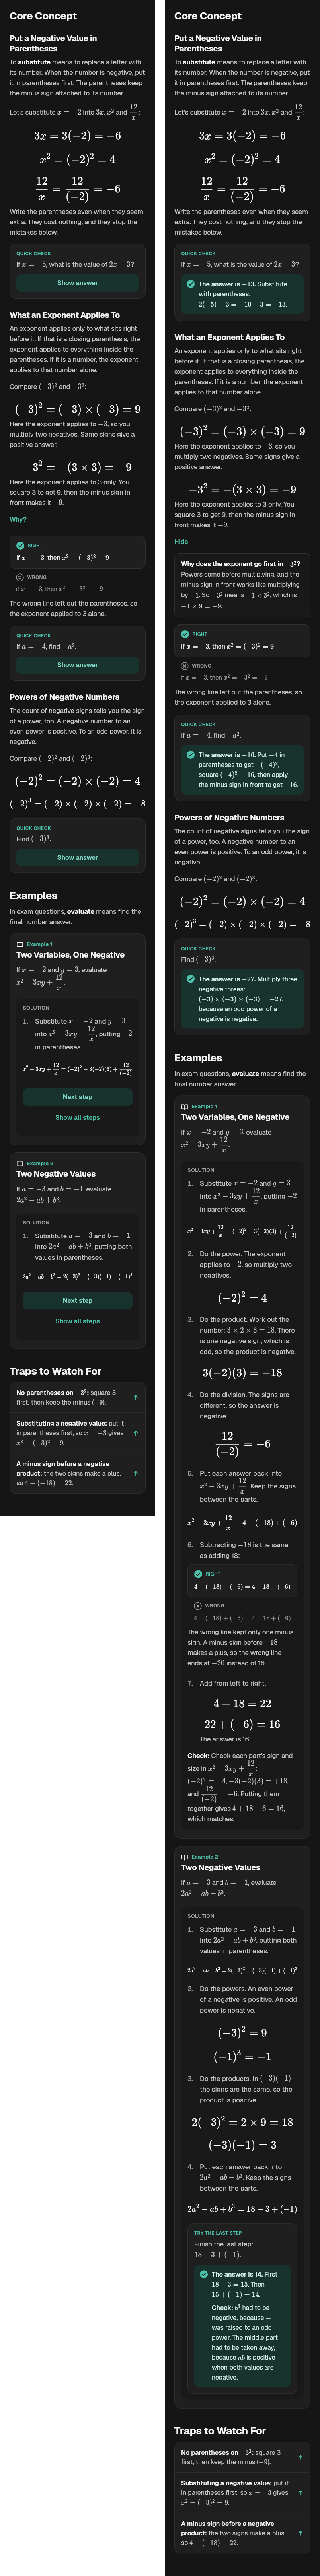 Core Concept
Put a Negative Value in
Parentheses
To substitute means to replace a letter with
its number. When the number is negative, put
it in parentheses first. The parentheses keep
the minus sign attached to the number.
Let's substitute x = −2 into 3x, x² and 12/x:
3x = 3(−2) = −6
x² = (−2)² = 4
12/x = 12/(−2) = −6
Write the parentheses even when they seem
extra. They cost nothing, and they stop the
mistakes below.
QUICK CHECK
If x = −5, what is the value of 2x − 3?
Show answer
What an Exponent Applies To
An exponent applies only to what sits right
before it. If that is a closing parenthesis, the
exponent applies to everything inside the
parentheses. If it is a number, the exponent
applies to that number alone.
Compare (−3)² and −3²:
(−3)² = (−3) × (−3) = 9
Here the exponent applies to −3, so you
multiply two negatives. Same signs give a
positive answer.
−3² = −(3 × 3) = −9
Here the exponent applies to 3 only. You
square 3 to get 9, then the minus sign in
front makes it −9.
Why?
RIGHT
if x = −3, then x² = (−3)² = 9
WRONG
if x = −3, then x² = −3² = −9
The wrong line left out the parentheses, so
the exponent applied to 3 alone.
QUICK CHECK
If a = −4, find −a².
Show answer
Powers of Negative Numbers
The count of negative signs tells you the sign
of a power, too. A negative number to an
even power is positive. To an odd power, it is
negative.
Compare (−2)² and (−2)³:
(−2)² = (−2) × (−2) = 4
(−2)³ = (−2) × (−2) × (−2) = −8
QUICK CHECK
Find (−3)³.
Show answer
Examples
In exam questions, evaluate means find the
final number answer.
Example 1
Two Variables, One Negative
If x = −2 and y = 3, evaluate
x² − 3xy + 12/x.
SOLUTION
1. Substitute x = −2 and y = 3
into x² − 3xy + 12/x, putting −2
in parentheses.
x² − 3xy + 12/x = (−2)² − 3(−2)(3) + 12/(−2)
Next step
Show all steps
Example 2
Two Negative Values
If a = −3 and b = −1, evaluate
2a² − ab + b³.
SOLUTION
1. Substitute a = −3 and b = −1
into 2a² − ab + b³, putting both
values in parentheses.
2a² − ab + b³ = 2(−3)² − (−3)(−1) + (−1)³
Next step
Show all steps
Traps to Watch For
No parentheses on −3²: square 3
first, then keep the minus (−9).
Substituting a negative value: put it
in parentheses first, so x = −3 gives
x² = (−3)² = 9.
A minus sign before a negative
product: the two signs make a plus,
so 4 − (−18) = 22.
Core Concept
Put a Negative Value in
Parentheses
To substitute means to replace a letter with
its number. When the number is negative, put
it in parentheses first. The parentheses keep
the minus sign attached to the number.
Let's substitute x = −2 into 3x, x² and 12/x:
3x = 3(−2) = −6
x² = (−2)² = 4
12/x = 12/(−2) = −6
Write the parentheses even when they seem
extra. They cost nothing, and they stop the
mistakes below.
QUICK CHECK
If x = −5, what is the value of 2x − 3?
The answer is −13. Substitute
with parentheses:
2(−5) − 3 = −10 − 3 = −13.
What an Exponent Applies To
An exponent applies only to what sits right
before it. If that is a closing parenthesis, the
exponent applies to everything inside the
parentheses. If it is a number, the exponent
applies to that number alone.
Compare (−3)² and −3²:
(−3)² = (−3) × (−3) = 9
Here the exponent applies to −3, so you
multiply two negatives. Same signs give a
positive answer.
−3² = −(3 × 3) = −9
Here the exponent applies to 3 only. You
square 3 to get 9, then the minus sign in
front makes it −9.
Hide
Why does the exponent go first in −3²?
Powers come before multiplying, and the
minus sign in front works like multiplying
by −1. So −3² means −1 × 3², which is
−1 × 9 = −9.
RIGHT
if x = −3, then x² = (−3)² = 9
WRONG
if x = −3, then x² = −3² = −9
The wrong line left out the parentheses, so
the exponent applied to 3 alone.
QUICK CHECK
If a = −4, find −a².
The answer is −16. Put −4 in
parentheses to get −(−4)²,
square (−4)² = 16, then apply
the minus sign in front to get −16.
Powers of Negative Numbers
The count of negative signs tells you the sign
of a power, too. A negative number to an
even power is positive. To an odd power, it is
negative.
Compare (−2)² and (−2)³:
(−2)² = (−2) × (−2) = 4
(−2)³ = (−2) × (−2) × (−2) = −8
QUICK CHECK
Find (−3)³.
The answer is −27. Multiply three
negative threes:
(−3) × (−3) × (−3) = −27,
because an odd power of a
negative is negative.
Examples
In exam questions, evaluate means find the
final number answer.
Example 1
Two Variables, One Negative
If x = −2 and y = 3, evaluate
x² − 3xy + 12/x.
SOLUTION
1. Substitute x = −2 and y = 3
into x² − 3xy + 12/x, putting −2
in parentheses.
x² − 3xy + 12/x = (−2)² − 3(−2)(3) + 12/(−2)
2. Do the power. The exponent
applies to −2, so multiply two
negatives.
(−2)² = 4
3. Do the product. Work out the
number: 3 × 2 × 3 = 18. There
is one negative sign, which is
odd, so the product is negative.
3(−2)(3) = −18
4. Do the division. The signs are
different, so the answer is
negative.
12/(−2) = −6
5. Put each answer back into
x² − 3xy + 12/x. Keep the signs
between the parts.
x² − 3xy + 12/x = 4 − (−18) + (−6)
6. Subtracting −18 is the same
as adding 18:
RIGHT
4 − (−18) + (−6) = 4 + 18 + (−6)
WRONG
4 − (−18) + (−6) = 4 − 18 + (−6)
The wrong line kept only one minus
sign. A minus sign before −18
makes a plus, so the wrong line
ends at −20 instead of 16.
7. Add from left to right.
4 + 18 = 22
22 + (−6) = 16
The answer is 16.
Check: Check each part's sign and
size in x² − 3xy + 12/x:
(−2)² = +4, −3(−2)(3) = +18,
and 12/(−2) = −6. Putting them
together gives 4 + 18 − 6 = 16,
which matches.
Example 2
Two Negative Values
If a = −3 and b = −1, evaluate
2a² − ab + b³.
SOLUTION
1. Substitute a = −3 and b = −1
into 2a² − ab + b³, putting both
values in parentheses.
2a² − ab + b³ = 2(−3)² − (−3)(−1) + (−1)³
2. Do the powers. An even power
of a negative is positive. An odd
power is negative.
(−3)² = 9
(−1)³ = −1
3. Do the products. In (−3)(−1)
the signs are the same, so the
product is positive.
2(−3)² = 2 × 9 = 18
(−3)(−1) = 3
4. Put each answer back into
2a² − ab + b³. Keep the signs
between the parts.
2a² − ab + b³ = 18 − 3 + (−1)
TRY THE LAST STEP
Finish the last step:
18 − 3 + (−1).
The answer is 14. First
18 − 3 = 15. Then
15 + (−1) = 14.
Check: b³ had to be
negative, because −1
was raised to an odd
power. The middle part
had to be taken away,
because ab is positive
when both values are
negative.
Traps to Watch For
No parentheses on −3²: square 3
first, then keep the minus (−9).
Substituting a negative value: put it
in parentheses first, so x = −3 gives
x² = (−3)² = 9.
A minus sign before a negative
product: the two signs make a plus,
so 4 − (−18) = 22.